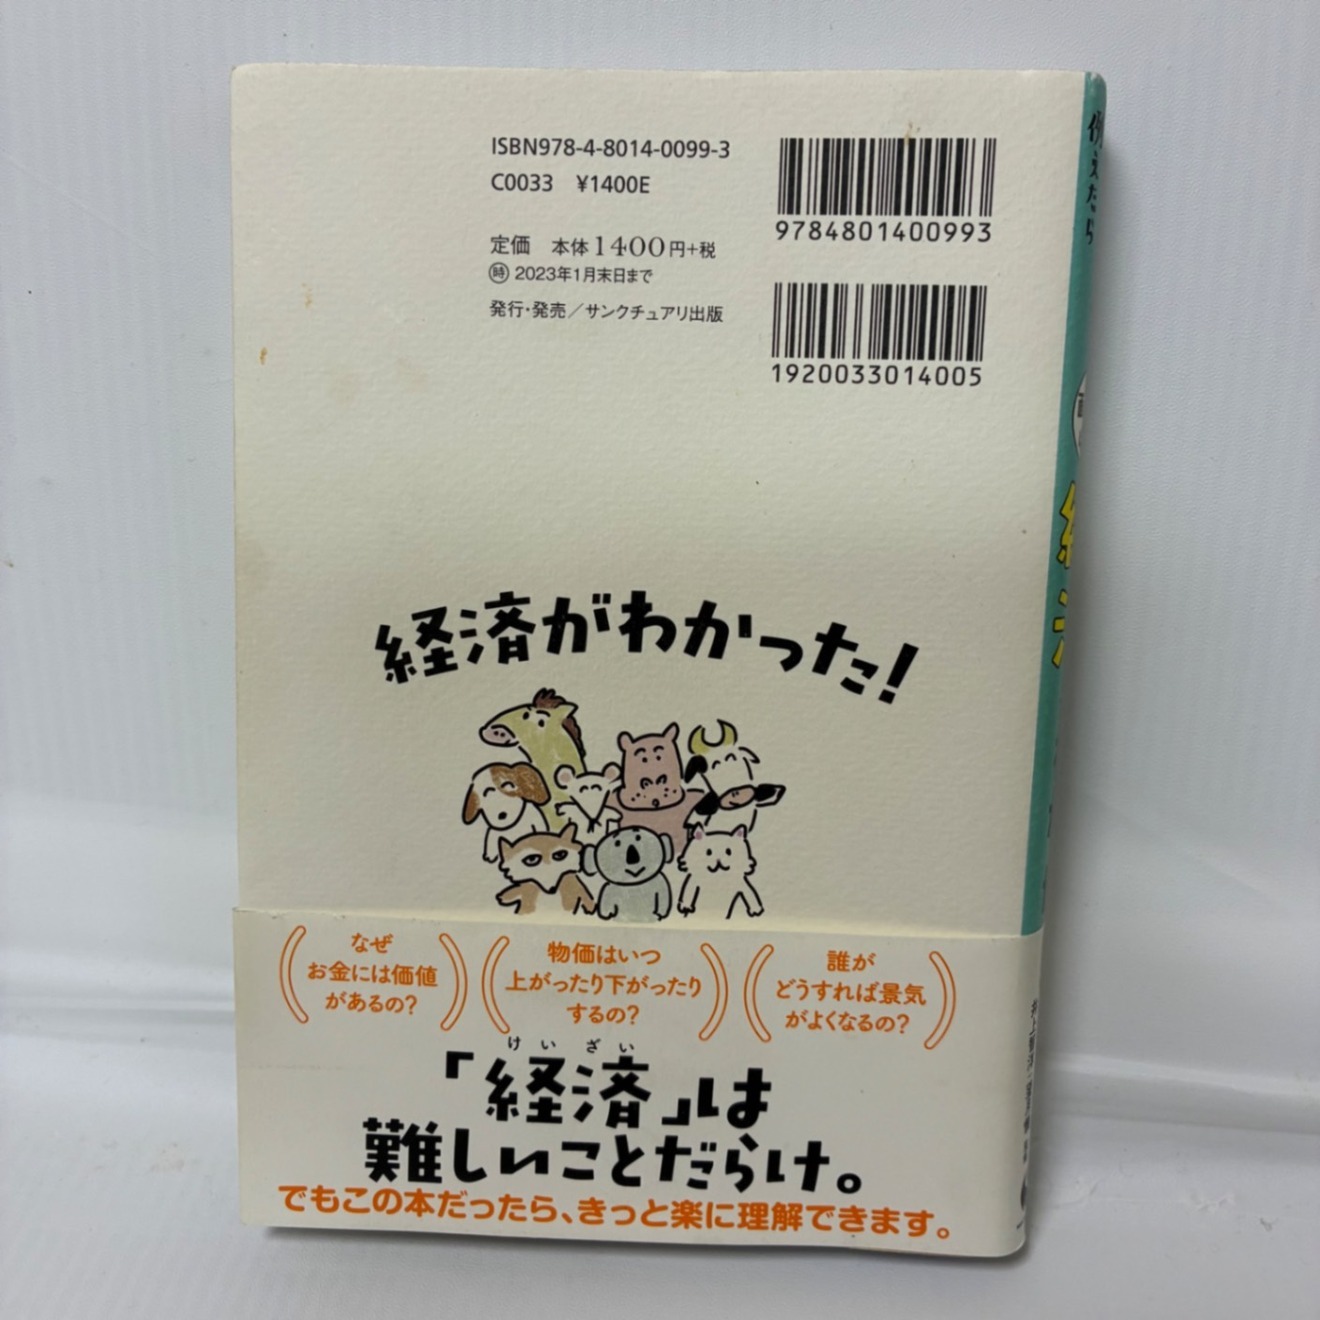 ISBN978-4-8014-0099-3
C0033 ¥1400E
定価 本体1400円+税
時 2023年1月末日まで
発行・発売/サンクチュアリ出版
9784801400993
1920033014005
経済がわかった!
なぜ
お金には価値
があるの?
物価はいつ
上がったり下がったり
するの?
誰が
どうすれば景気
がよくなるの?
けいざい
「経済」は
難しいことだらけ。
でもこの本だったら、きっと楽に理解できます。
例えたら